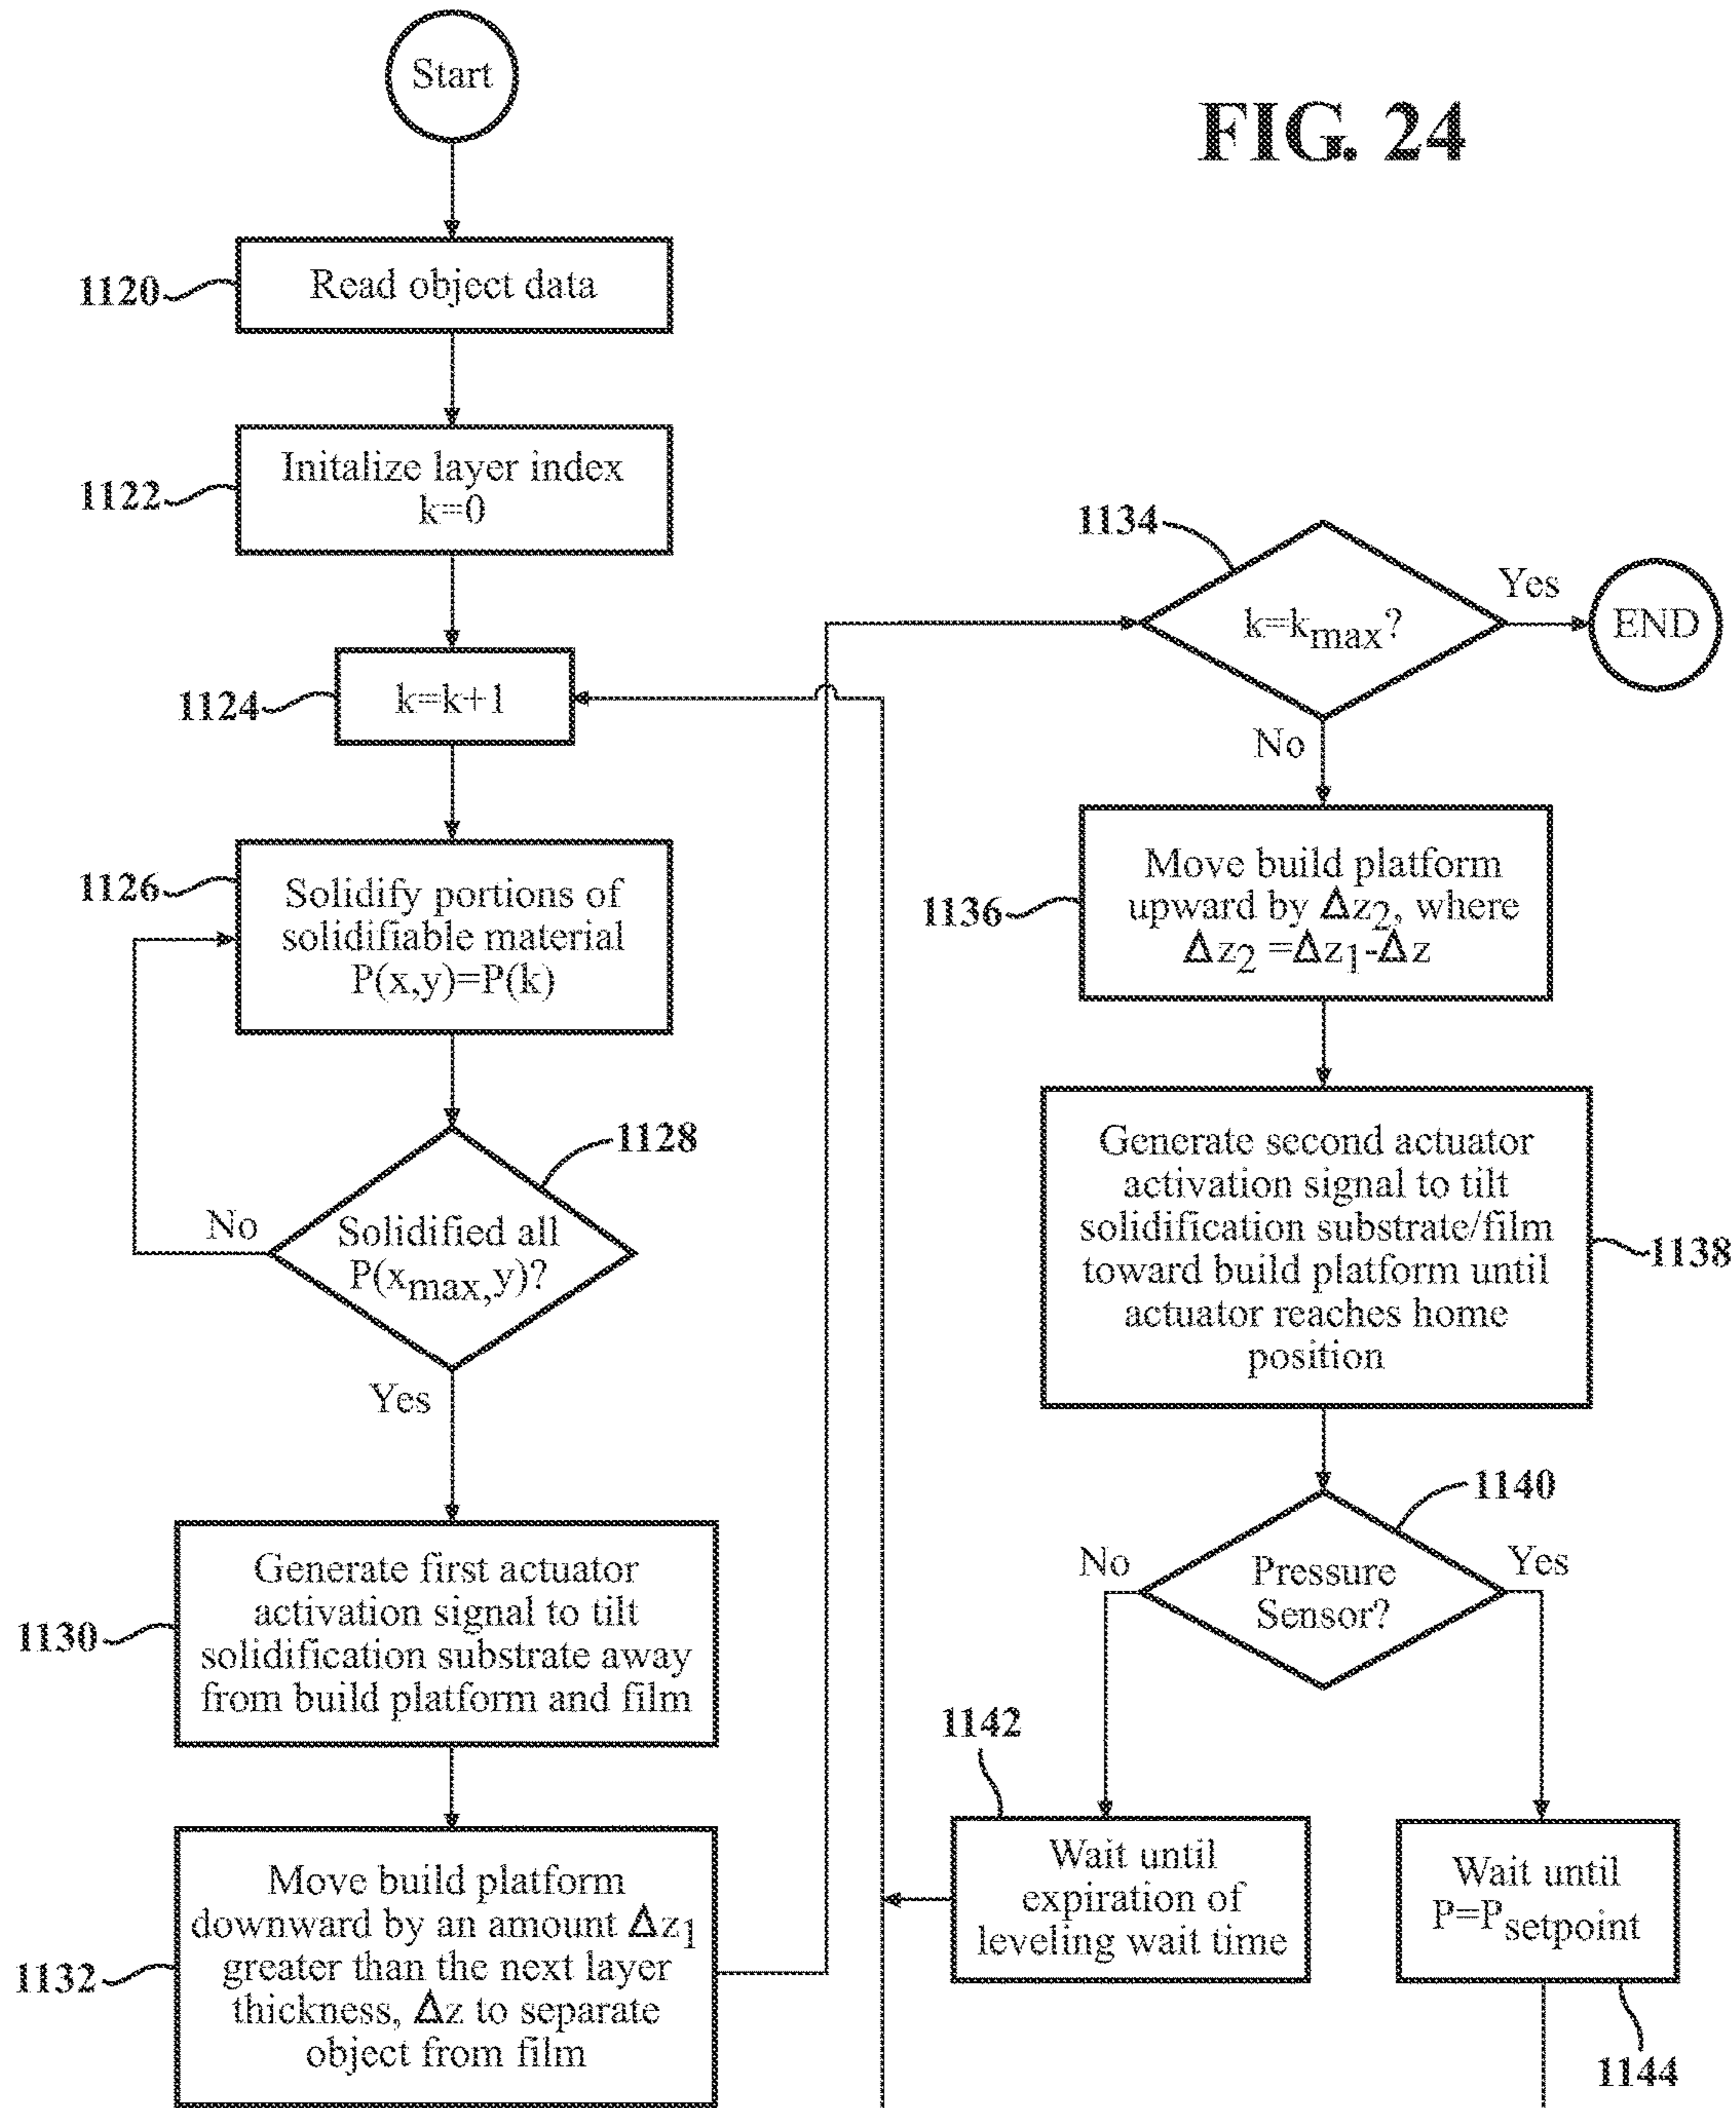 FIG. 24
Start
1120
Read object data
1122
Initalize layer index
k=0
1124
k=k+1
1126
Solidify portions of
solidifiable material
P(x,y)=P(k)
1128
Solidified all
P(xmax,y)?
No
Yes
1130
Generate first actuator
activation signal to tilt
solidification substrate away
from build platform and film
1132
Move build platform
downward by an amount Δz1
greater than the next layer
thickness, Δz to separate
object from film
1134
k=kmax?
Yes
END
No
1136
Move build platform
upward by Δz2, where
Δz2 =Δz1-Δz
1138
Generate second actuator
activation signal to tilt
solidification substrate/film
toward build platform until
actuator reaches home
position
1140
Pressure
Sensor?
No
Yes
1142
Wait until
expiration of
leveling wait time
Wait until
P=Psetpoint
1144